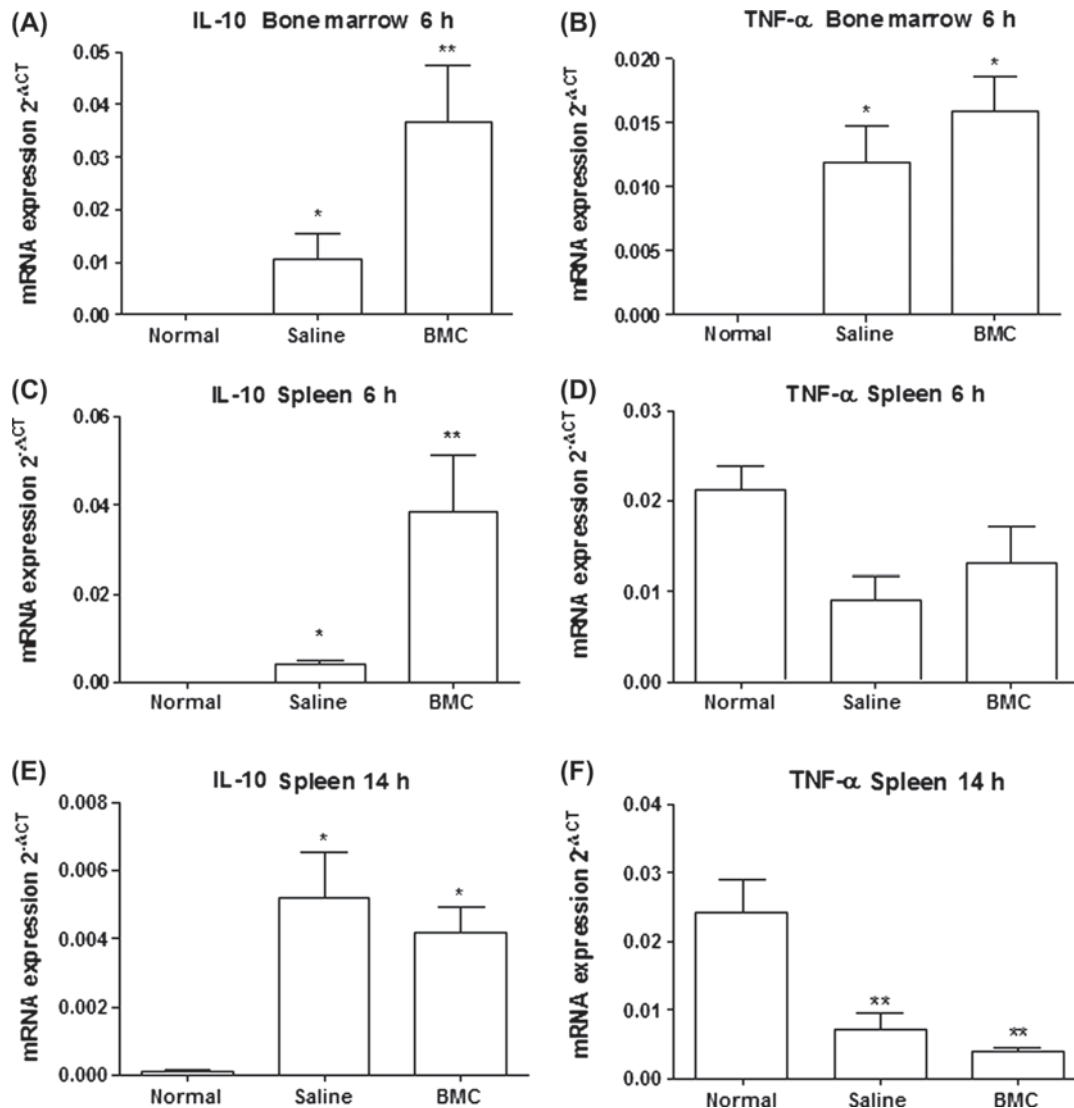 (A)
IL-10 Bone marrow 6 h
mRNA expression 2^-ΔCT
0.05
0.04
0.03
0.02
0.01
0.00
*
**
Normal Saline BMC
(B)
TNF-α Bone marrow 6 h
mRNA expression 2^-ΔCT
0.020
0.015
0.010
0.005
0.000
*
*
Normal Saline BMC
(C)
IL-10 Spleen 6 h
mRNA expression 2^-ΔCT
0.06
0.04
0.02
0.00
*
**
Normal Saline BMC
(D)
TNF-α Spleen 6 h
mRNA expression 2^-ΔCT
0.03
0.02
0.01
0.00
Normal Saline BMC
(E)
IL-10 Spleen 14 h
mRNA expression 2^-ΔCT
0.008
0.006
0.004
0.002
0.000
*
*
Normal Saline BMC
(F)
TNF-α Spleen 14 h
mRNA expression 2^-ΔCT
0.04
0.03
0.02
0.01
0.00
**
**
Normal Saline BMC